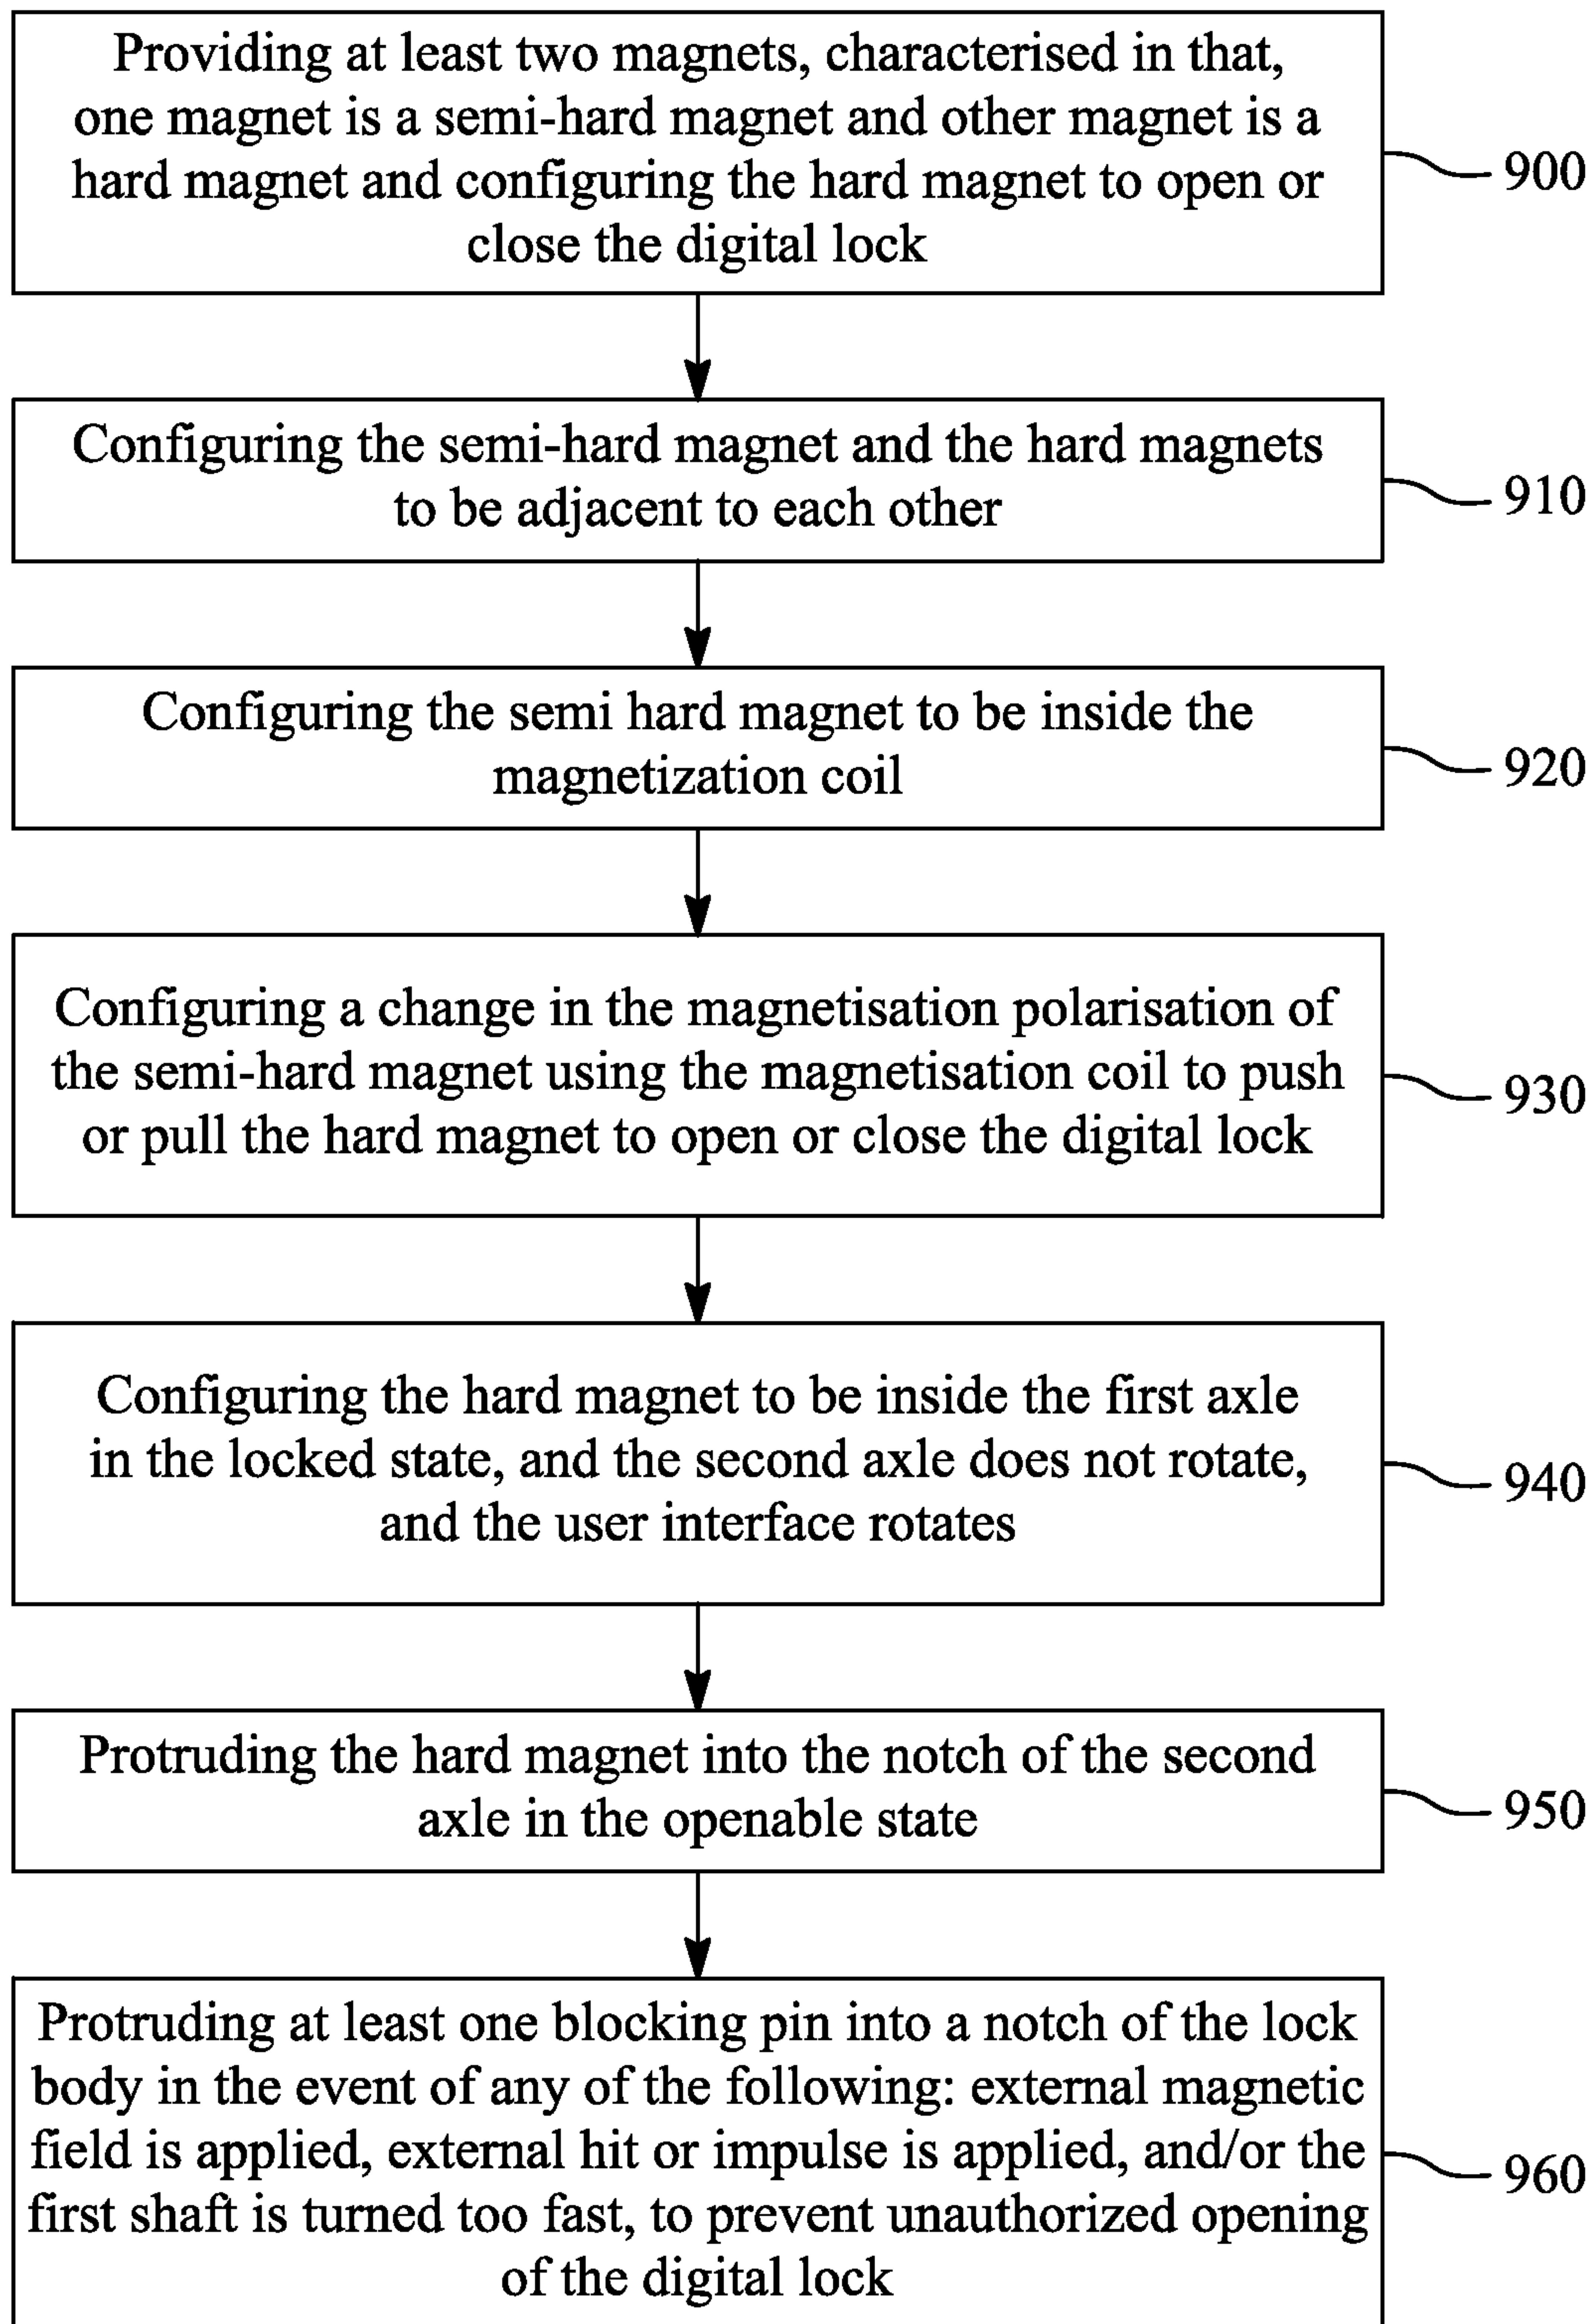 Providing at least two magnets, characterised in that,
one magnet is a semi-hard magnet and other magnet is a
hard magnet and configuring the hard magnet to open or
close the digital lock
900
Configuring the semi-hard magnet and the hard magnets
to be adjacent to each other
910
Configuring the semi hard magnet to be inside the
magnetization coil
920
Configuring a change in the magnetisation polarisation of
the semi-hard magnet using the magnetisation coil to push
or pull the hard magnet to open or close the digital lock
930
Configuring the hard magnet to be inside the first axle
in the locked state, and the second axle does not rotate,
and the user interface rotates
940
Protruding the hard magnet into the notch of the second
axle in the openable state
950
Protruding at least one blocking pin into a notch of the lock
body in the event of any of the following: external magnetic
field is applied, external hit or impulse is applied, and/or the
first shaft is turned too fast, to prevent unauthorized opening
of the digital lock
960